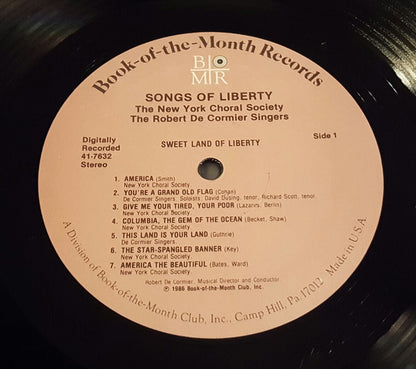 Book-of-the-Month Records
BOMR
SONGS OF LIBERTY
The New York Choral Society
The Robert De Cormier Singers
Digitally
Recorded
41-7632
Stereo
SWEET LAND OF LIBERTY
Side 1
1. AMERICA (Smith)
New York Choral Society.
2. YOU'RE A GRAND OLD FLAG (Cohan)
De Cormier Singers. Soloists: David Dusing, tenor, Richard Scott, tenor.
3. GIVE ME YOUR TIRED, YOUR POOR (Lazarus, Berlin)
New York Choral Society.
4. COLUMBIA, THE GEM OF THE OCEAN (Becket, Shaw)
New York Choral Society.
5. THIS LAND IS YOUR LAND (Guthrie)
De Cormier Singers.
6. THE STAR-SPANGLED BANNER (Key)
New York Choral Society.
7. AMERICA THE BEAUTIFUL (Bates, Ward)
New York Choral Society.
Robert De Cormier, Musical Director and Conductor.
℗ 1986 Book-of-the-Month Club, Inc.
A Division of Book-of-the-Month Club, Inc., Camp Hill, Pa 17012 Made in U.S.A.